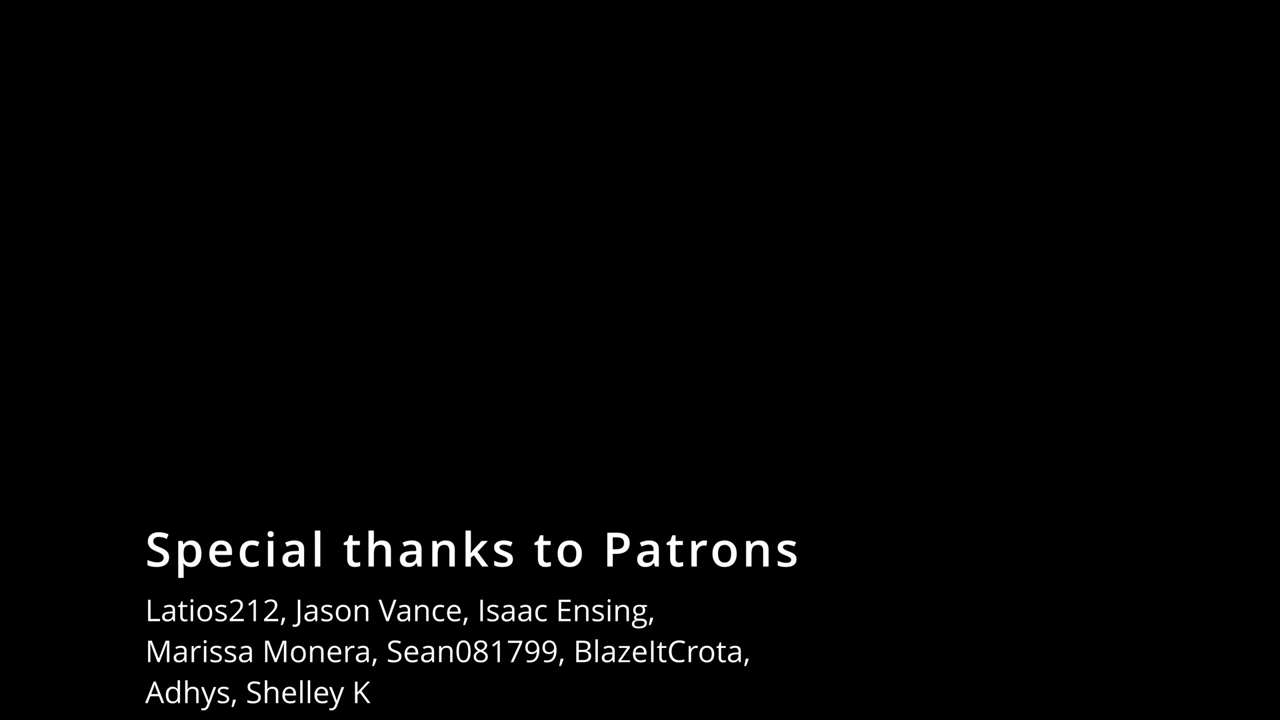 Special thanks to Patrons
Latios212, Jason Vance, Isaac Ensing,
Marissa Monera, Sean081799, BlazeItCrota,
Adhys, Shelley K